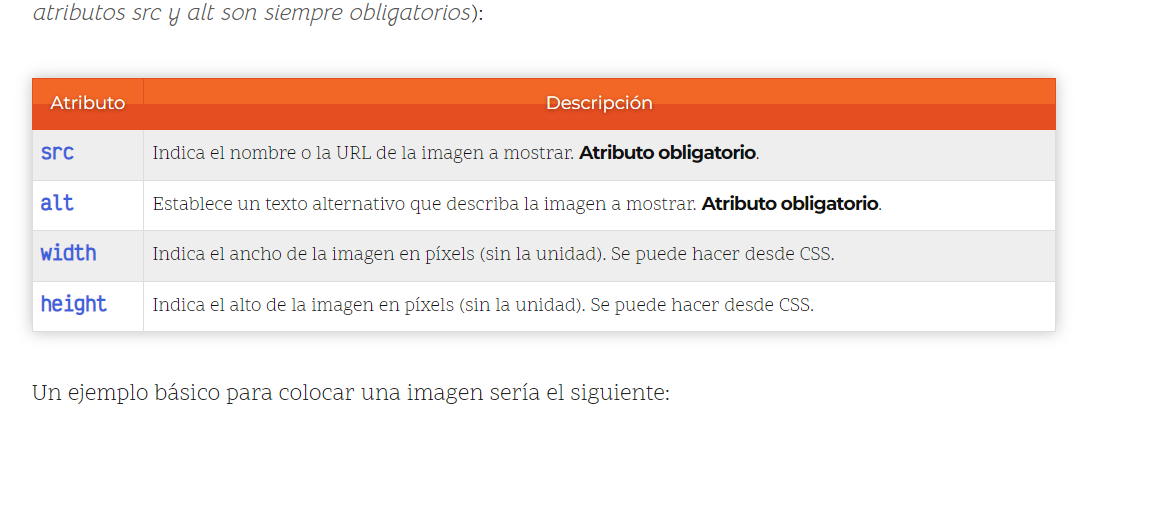 atributos src y alt son siempre obligatorios):
Atributo Descripción
src Indica el nombre o la URL de la imagen a mostrar. Atributo obligatorio.
alt Establece un texto alternativo que describa la imagen a mostrar. Atributo obligatorio.
width Indica el ancho de la imagen en píxels (sin la unidad). Se puede hacer desde CSS.
height Indica el alto de la imagen en píxels (sin la unidad). Se puede hacer desde CSS.
Un ejemplo básico para colocar una imagen sería el siguiente: